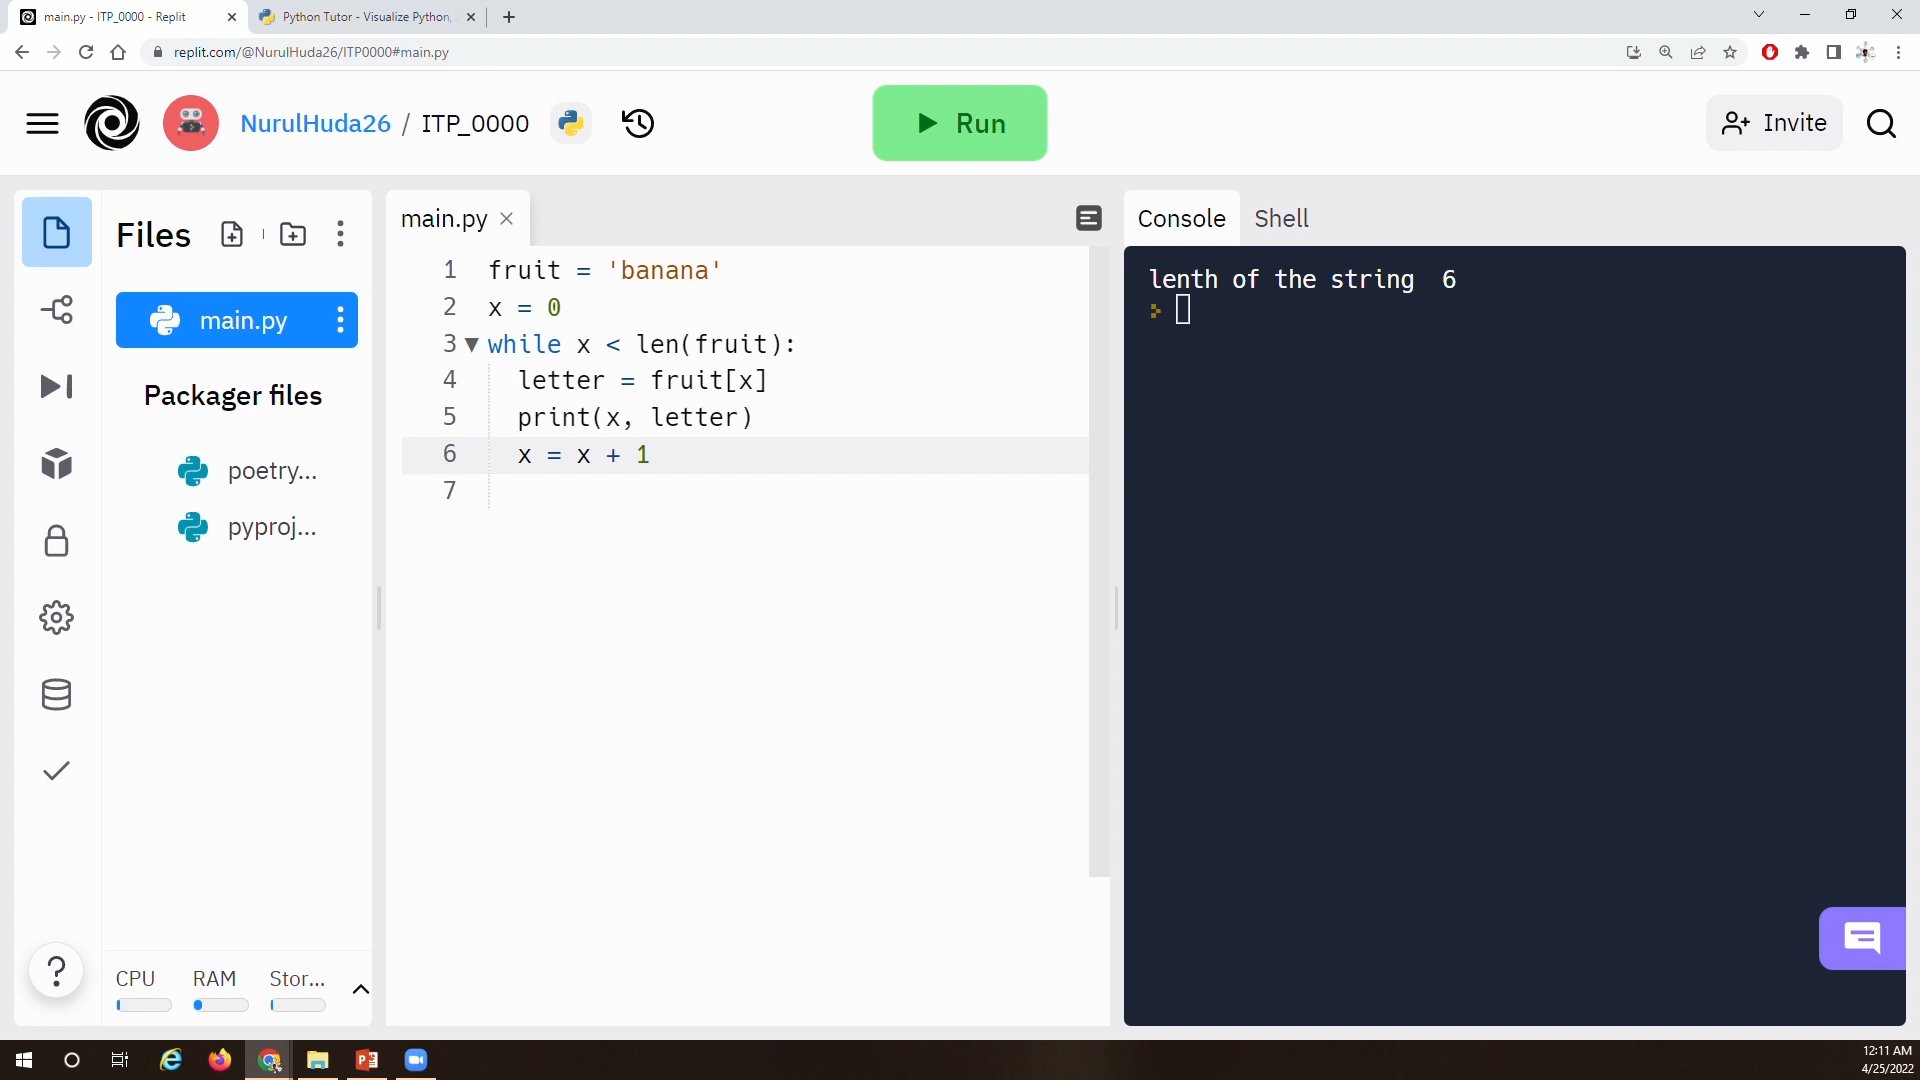 main.py - ITP_0000 - Replit
Python Tutor - Visualize Python,
replit.com/@NurulHuda26/ITP0000#main.py
NurulHuda26 / ITP_0000
Run
Invite
Files
main.py
Packager files
poetry...
pyproj...
CPU RAM Stor...
main.py
1 fruit = 'banana'
2 x = 0
3 while x < len(fruit):
4 letter = fruit[x]
5 print(x, letter)
6 x = x + 1
7
Console Shell
lenth of the string 6
12:11 AM
4/25/2022